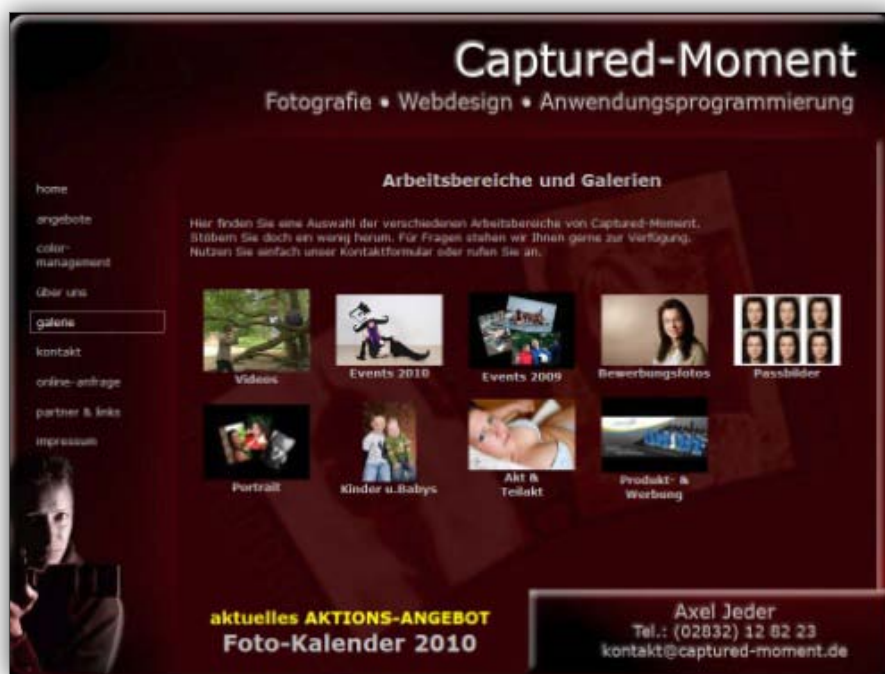 Captured-Moment
Fotografie • Webdesign • Anwendungsprogrammierung
home
angebote
color-
management
über uns
galerie
kontakt
online-anfrage
partner & links
impressum
Arbeitsbereiche und Galerien
Hier finden Sie eine Auswahl der verschiedenen Arbeitsbereiche von Captured-Moment.
Stöbern Sie doch ein wenig herum. Für Fragen stehen wir Ihnen gerne zur Verfügung.
Nutzen Sie einfach unser Kontaktformular oder rufen Sie an.
Videos
Events 2010
Events 2009
Bewerbungsfotos
Passbilder
Portrait
Kinder u.Babys
Akt &
Teilakt
Produkt- &
Werbung
aktuelles AKTIONS-ANGEBOT
Foto-Kalender 2010
Axel Jeder
Tel.: (02832) 12 82 23
kontakt@captured-moment.de